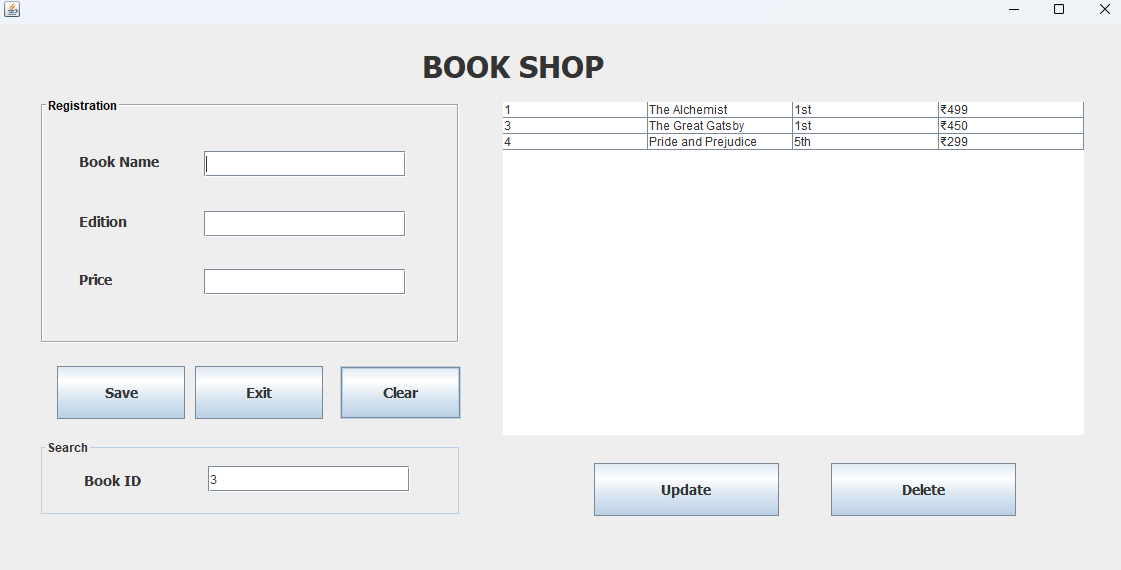 BOOK SHOP
Registration
Book Name
Edition
Price
Save Exit Clear
Search
Book ID 3
1 The Alchemist 1st ₹499
3 The Great Gatsby 1st ₹450
4 Pride and Prejudice 5th ₹299
Update Delete